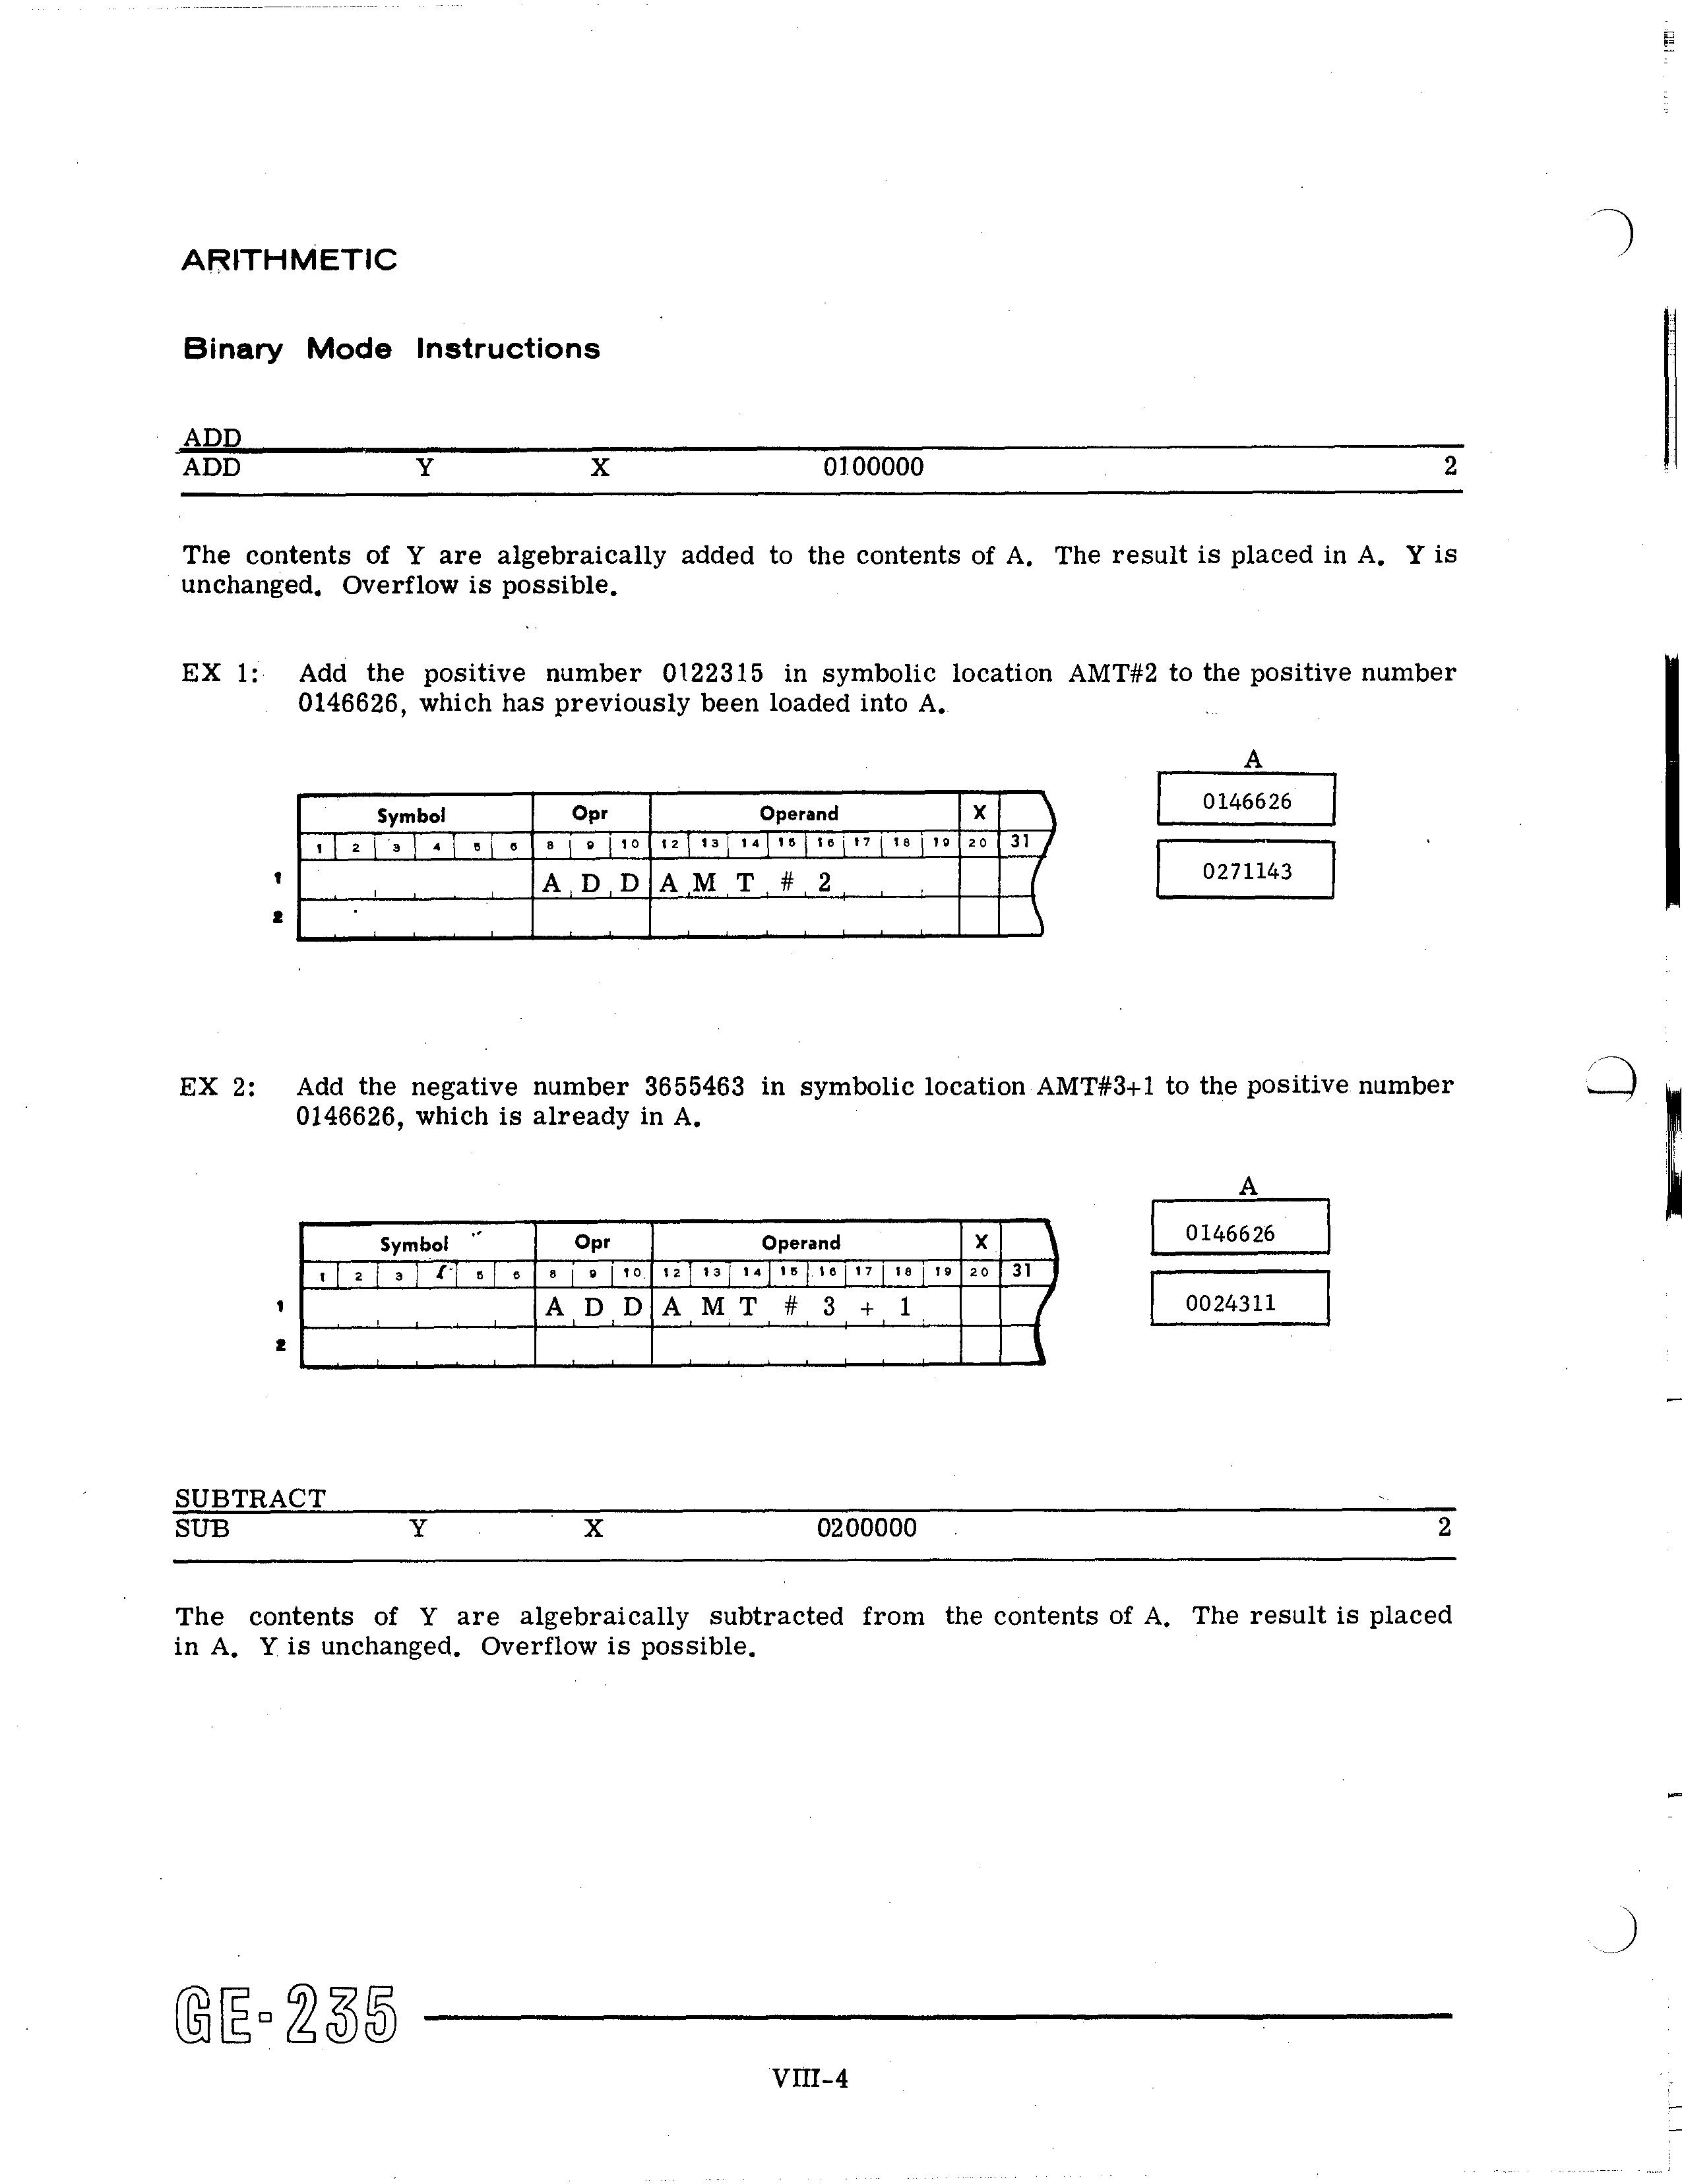 ARITHMETIC
Binary Mode Instructions
ADD
ADD Y X 0100000 2
The contents of Y are algebraically added to the contents of A. The result is placed in A. Y is
unchanged. Overflow is possible.
EX 1: Add the positive number 0122315 in symbolic location AMT#2 to the positive number
0146626, which has previously been loaded into A.
A
0146626
0271143
Symbol Opr Operand X
1 2 3 4 5 6 8 9 10 12 13 14 15 16 17 18 19 20 31
1 ADD AMT#2
2
EX 2: Add the negative number 3655463 in symbolic location AMT#3+1 to the positive number
0146626, which is already in A.
A
0146626
0024311
Symbol Opr Operand X
1 2 3 5 6 8 9 10 12 13 14 15 16 17 18 19 20 31
1 ADD AMT#3+1
2
SUBTRACT
SUB Y X 0200000 2
The contents of Y are algebraically subtracted from the contents of A. The result is placed
in A. Y is unchanged. Overflow is possible.
GE-235
VIII-4